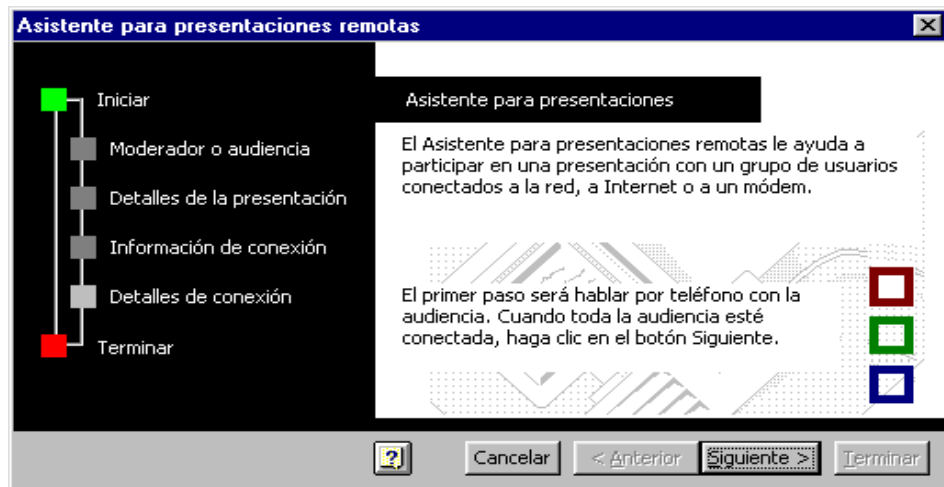 Asistente para presentaciones remotas
Iniciar
Moderador o audiencia
Detalles de la presentación
Información de conexión
Detalles de conexión
Terminar
Asistente para presentaciones
El Asistente para presentaciones remotas le ayuda a
participar en una presentación con un grupo de usuarios
conectados a la red, a Internet o a un módem.
El primer paso será hablar por teléfono con la
audiencia. Cuando toda la audiencia esté
conectada, haga clic en el botón Siguiente.
? Cancelar < Anterior Siguiente > Terminar